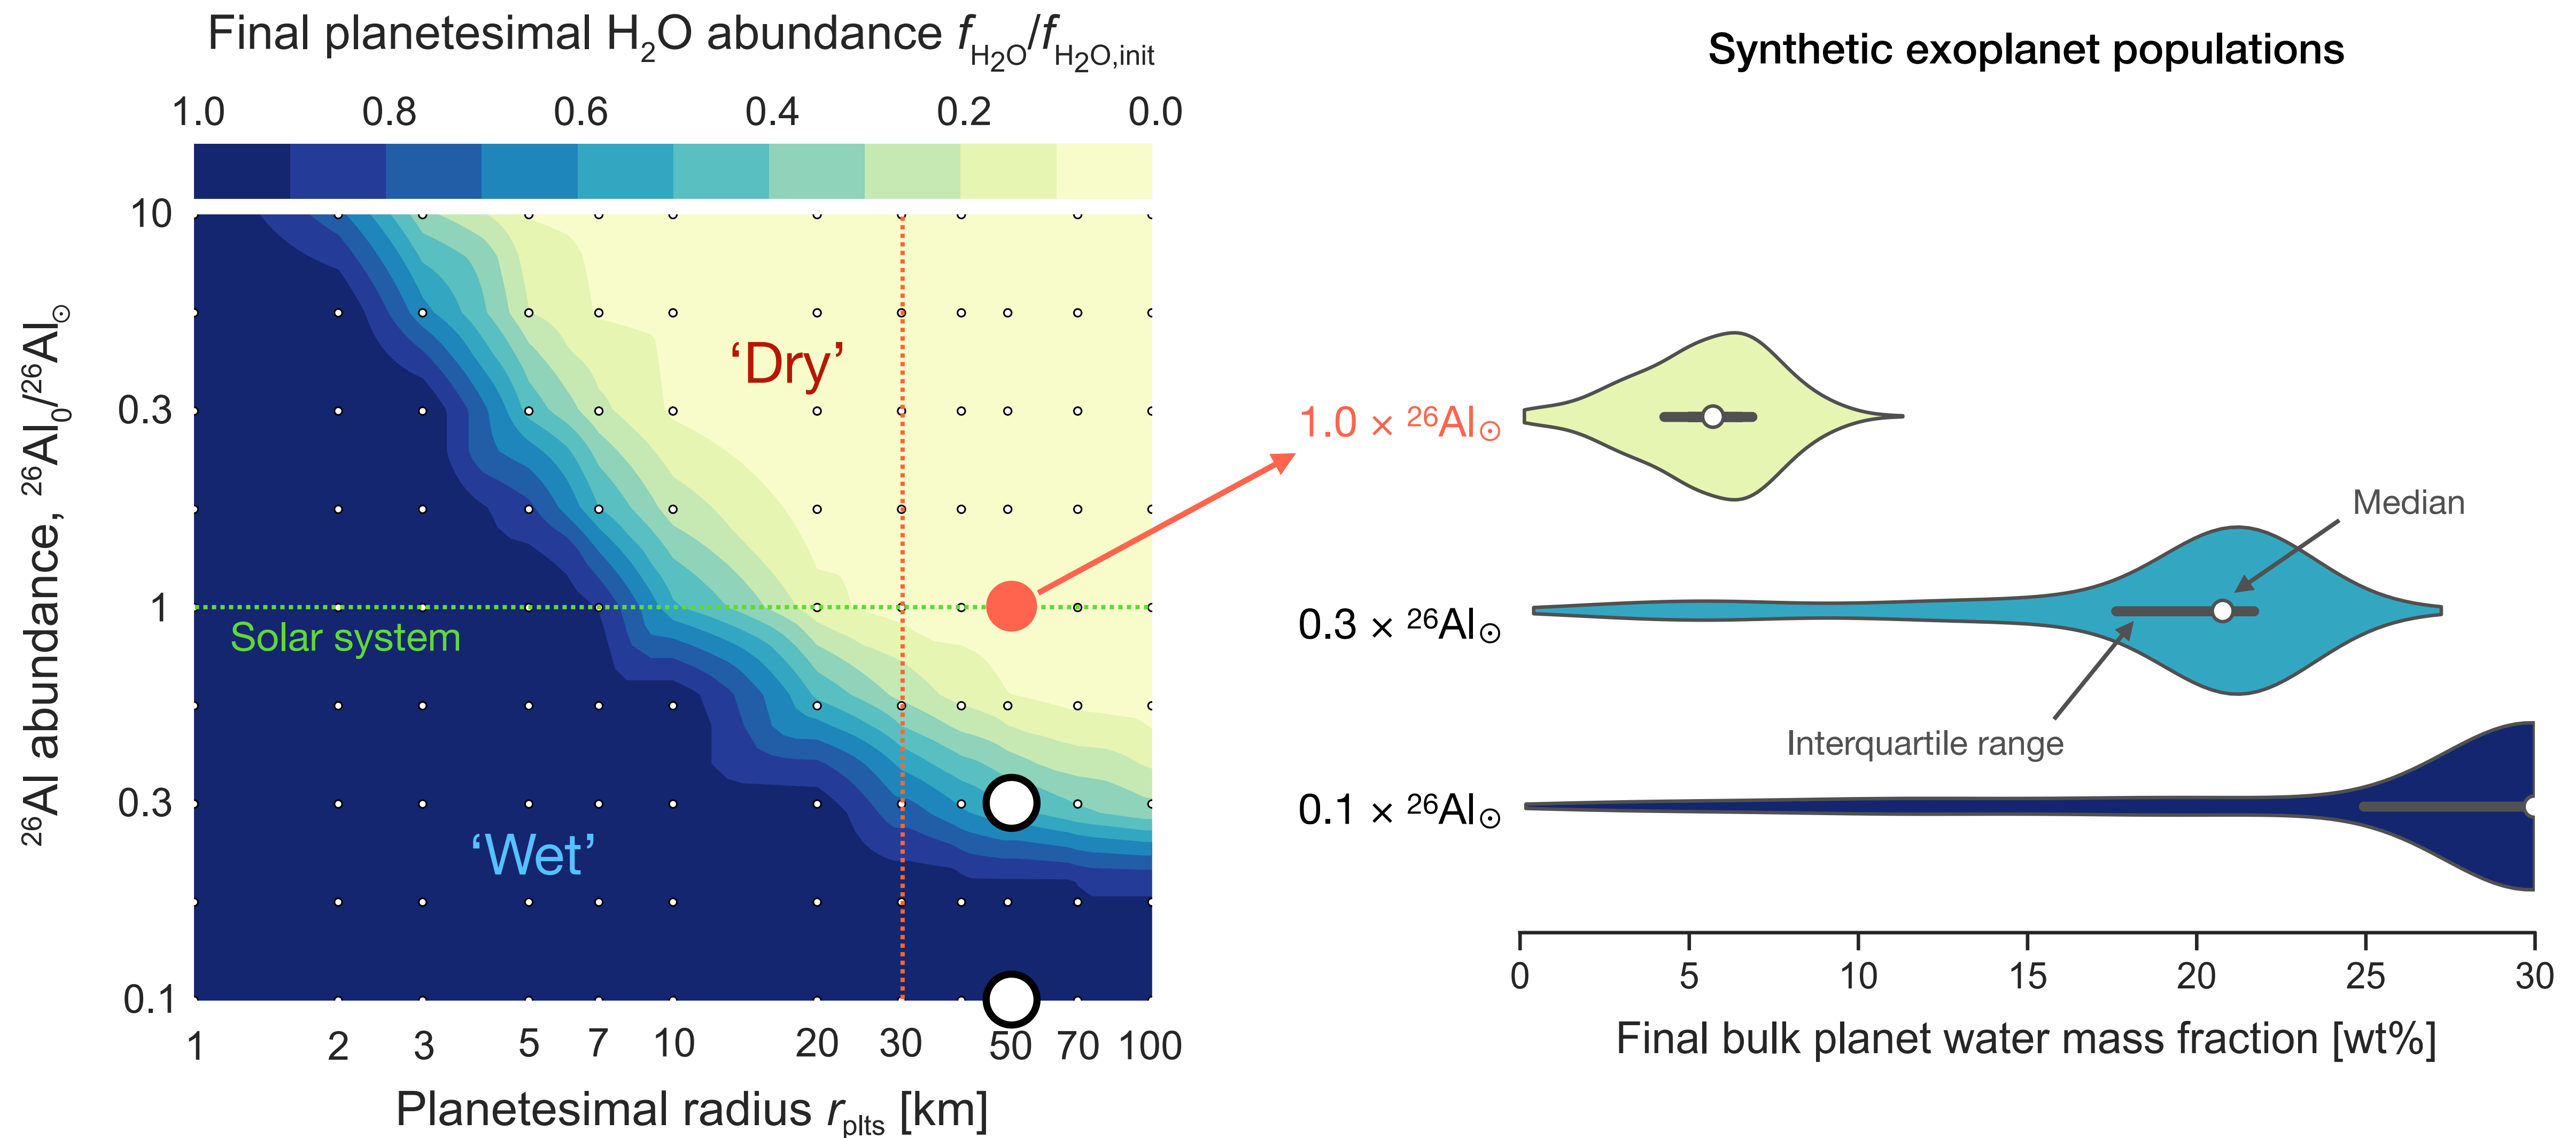 Final planetesimal H₂O abundance f_H₂O/f_H₂O,init
1.0 0.8 0.6 0.4 0.2 0.0
²⁶Al abundance, ²⁶Al₀/²⁶Al☉
10
0.3
1
0.3
0.1
'Dry'
Solar system
'Wet'
1 2 3 5 7 10 20 30 50 70 100
Planetesimal radius r_plts [km]
Synthetic exoplanet populations
1.0 × ²⁶Al☉
Median
0.3 × ²⁶Al☉
Interquartile range
0.1 × ²⁶Al☉
0 5 10 15 20 25 30
Final bulk planet water mass fraction [wt%]